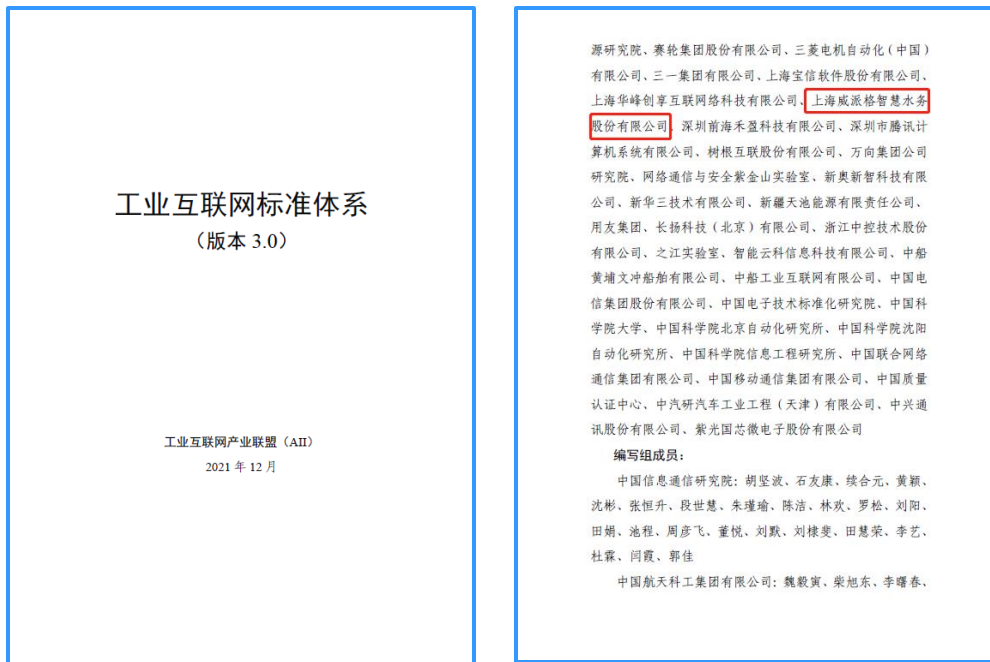 工业互联网标准体系
（版本 3.0）
工业互联网产业联盟（AII）
2021 年 12 月
源研究院、赛轮集团股份有限公司、三菱电机自动化（中国）
有限公司、三一集团有限公司、上海宝信软件股份有限公司、
上海华峰创享互联网络科技有限公司、上海威派格智慧水务
股份有限公司、深圳前海禾盈科技有限公司、深圳市腾讯计
算机系统有限公司、树根互联股份有限公司、万向集团公司
研究院、网络通信与安全紫金山实验室、新奥新智科技有限
公司、新华三技术有限公司、新疆天池能源有限责任公司、
用友集团、长扬科技（北京）有限公司、浙江中控技术股份
有限公司、之江实验室、智能云科信息科技有限公司、中船
黄埔文冲船舶有限公司、中船工业互联网有限公司、中国电
信集团股份有限公司、中国电子技术标准化研究院、中国科
学院大学、中国科学院北京自动化研究所、中国科学院沈阳
自动化研究所、中国科学院信息工程研究所、中国联合网络
通信集团有限公司、中国移动通信集团有限公司、中国质量
认证中心、中汽研汽车工业工程（天津）有限公司、中兴通
讯股份有限公司、紫光国芯微电子股份有限公司
编写组成员：
中国信息通信研究院：胡坚波、石友康、续合元、黄颖、
沈彬、张恒升、段世慧、朱瑾瑜、陈洁、林欢、罗松、刘阳、
田娟、池程、周彦飞、董悦、刘默、刘棣斐、田慧荣、李艺、
杜霖、闫霞、郭佳
中国航天科工集团有限公司：魏毅寅、柴旭东、李曙春、